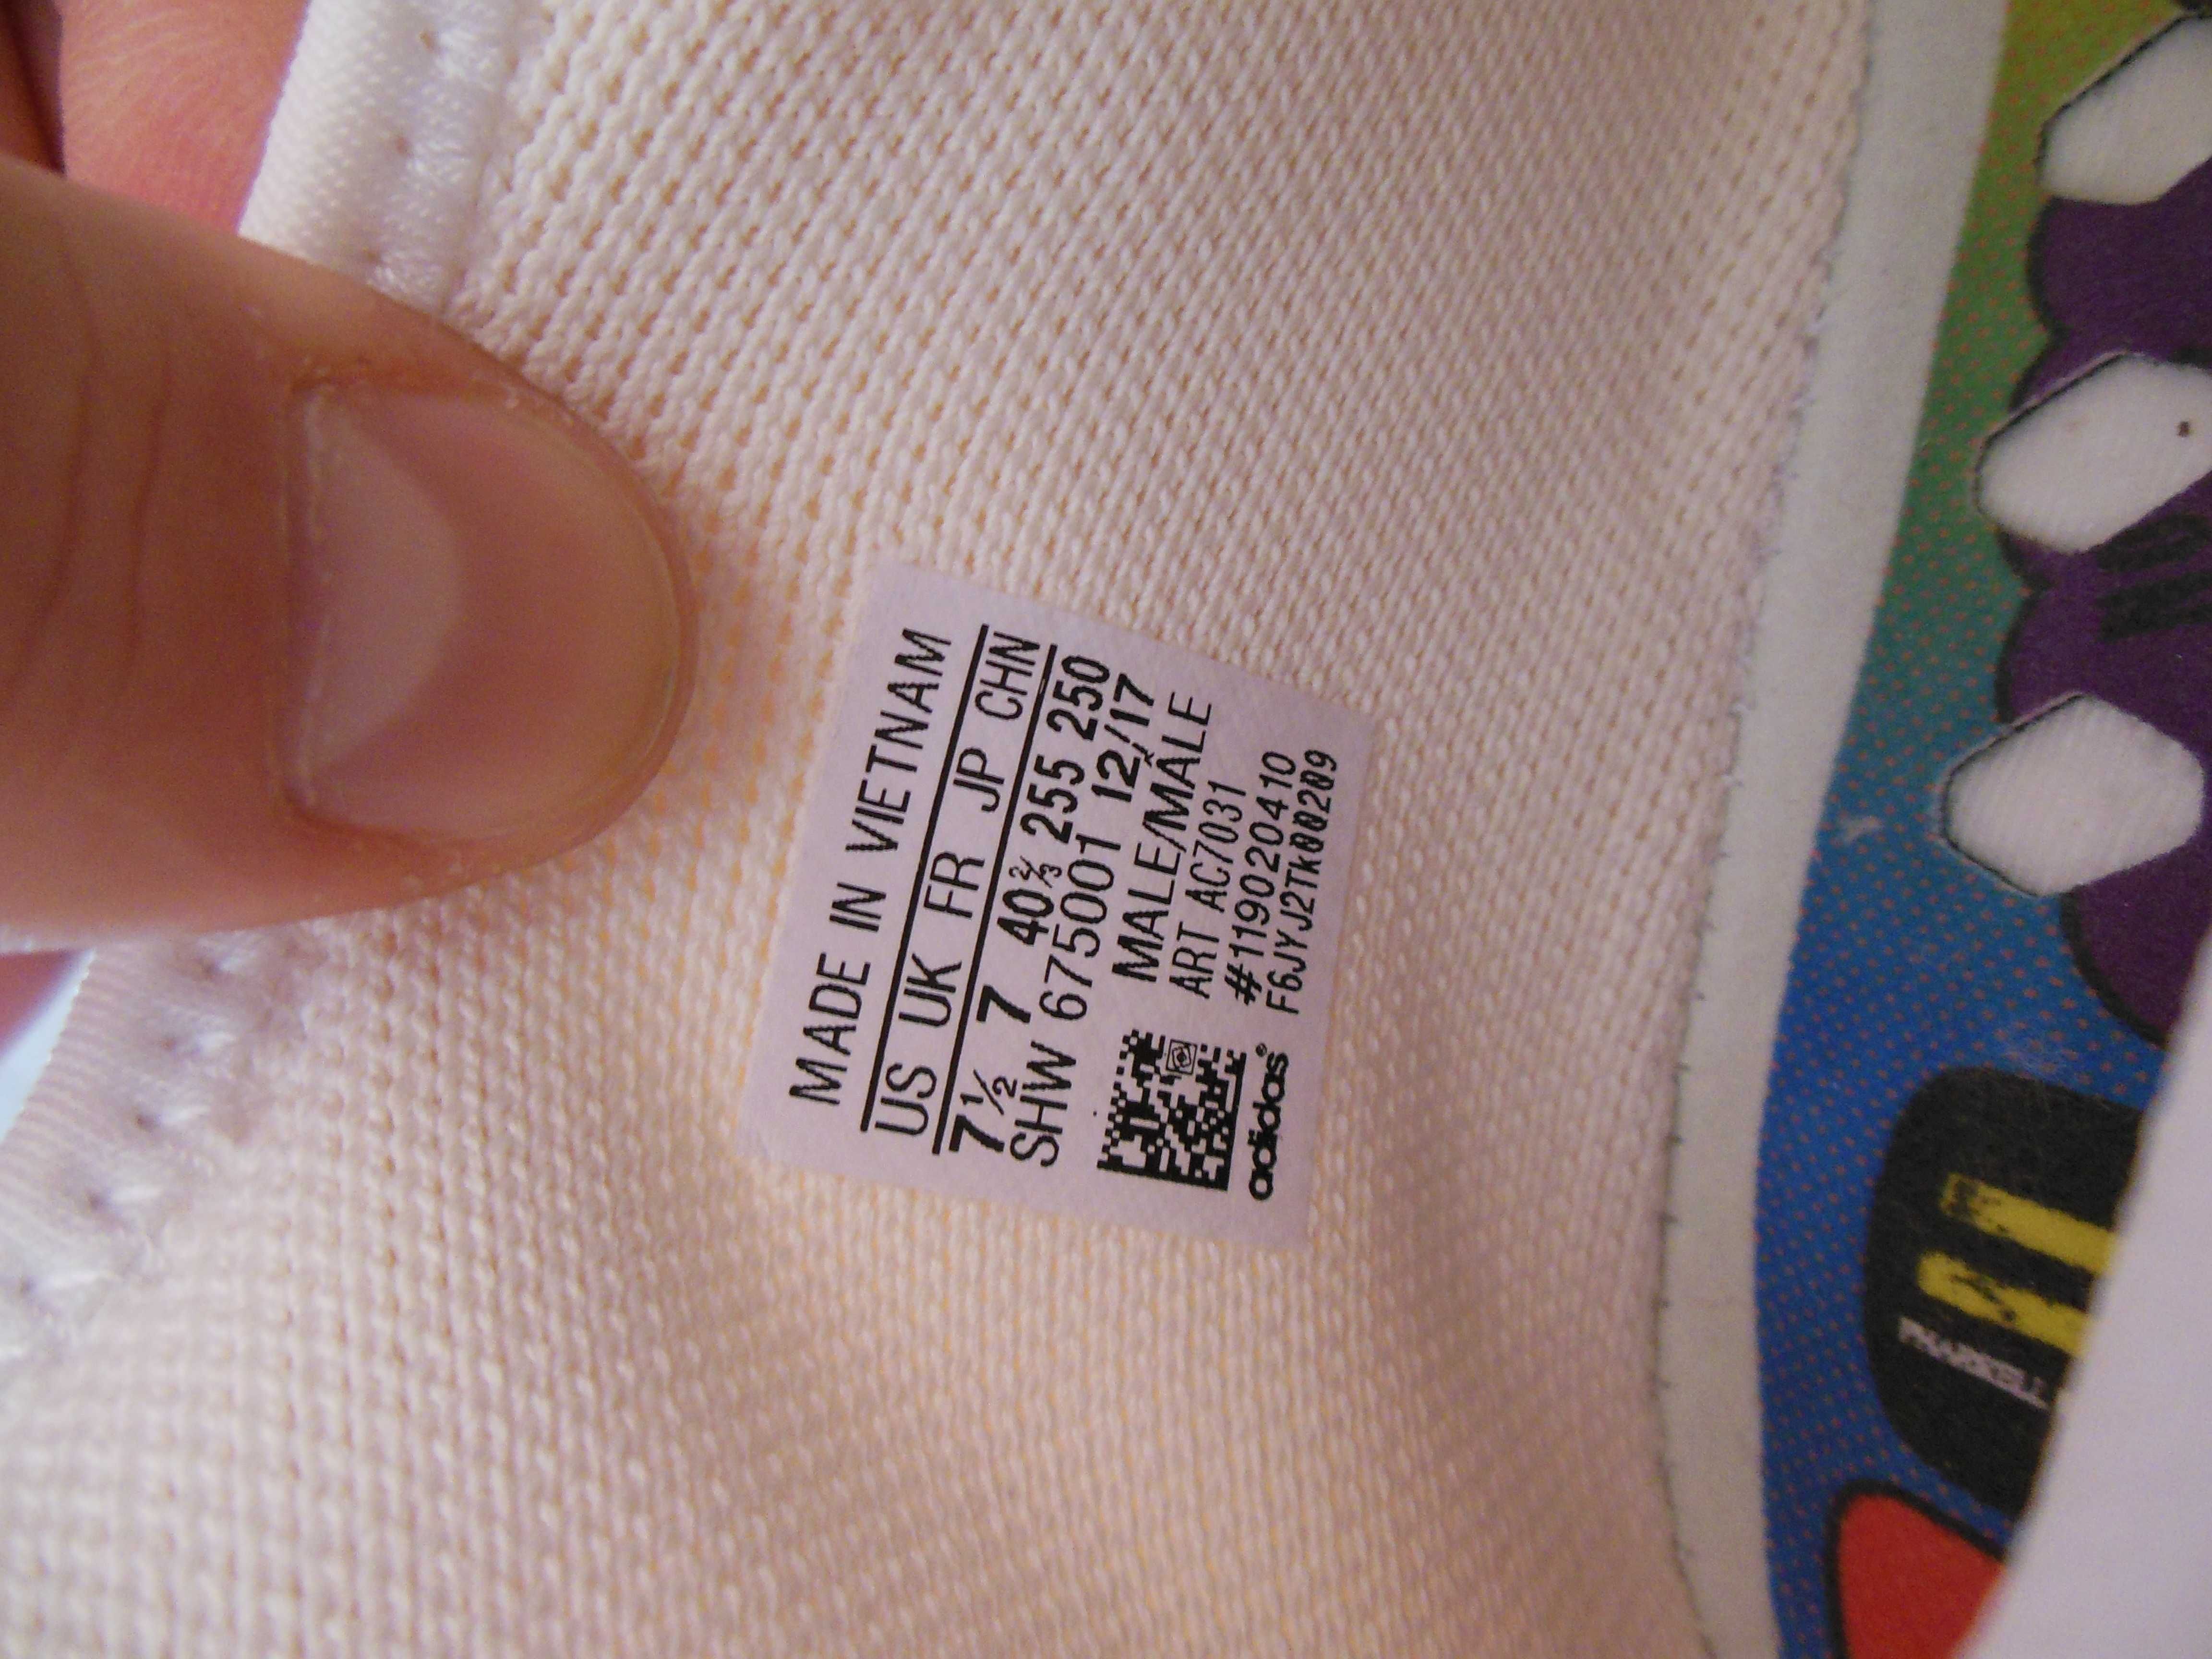 MADE IN VIETNAM
US UK FR JP CHN
7½ 7 40⅔ 255 250
SHW 675001 12/17
MALE/MÂLE
ART AC7031
#119020410
F6JYJ2TK00209
adidas®
PHARRELL